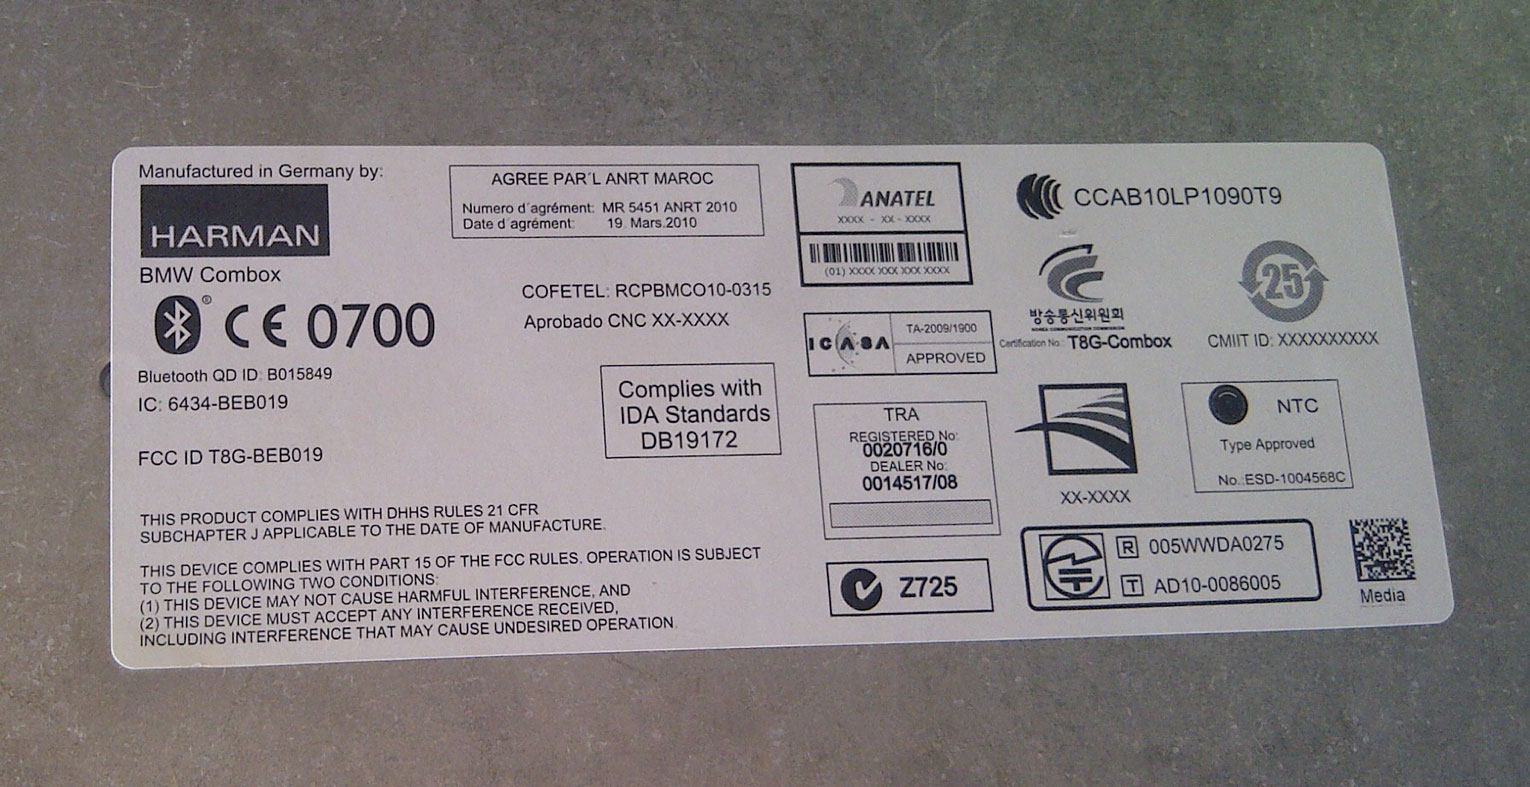 Manufactured in Germany by:
HARMAN
BMW Combox
® CE 0700
Bluetooth QD ID: B015849
IC: 6434-BEB019
FCC ID T8G-BEB019
THIS PRODUCT COMPLIES WITH DHHS RULES 21 CFR
SUBCHAPTER J APPLICABLE TO THE DATE OF MANUFACTURE.
THIS DEVICE COMPLIES WITH PART 15 OF THE FCC RULES. OPERATION IS SUBJECT
TO THE FOLLOWING TWO CONDITIONS:
(1) THIS DEVICE MAY NOT CAUSE HARMFUL INTERFERENCE, AND
(2) THIS DEVICE MUST ACCEPT ANY INTERFERENCE RECEIVED,
INCLUDING INTERFERENCE THAT MAY CAUSE UNDESIRED OPERATION.
AGREE PAR´L ANRT MAROC
Numero d´agrément: MR 5451 ANRT 2010
Date d´agrément: 19. Mars.2010
COFETEL: RCPBMCO10-0315
Aprobado CNC XX-XXXX
Complies with
IDA Standards
DB19172
ANATEL
XXXX - XX - XXXX
(01) XXXX XXX XXX XXXX
ICASA
TA-2009/1900
APPROVED
TRA
REGISTERED No:
0020716/0
DEALER No:
0014517/08
Z725
CCAB10LP1090T9
방송통신위원회
KOREA COMMUNICATIONS COMMISSION
Certification No.: T8G-Combox
25
CMIIT ID: XXXXXXXXXX
XX-XXXX
NTC
Type Approved
No.:ESD-1004568C
R 005WWDA0275
T AD10-0086005
Media